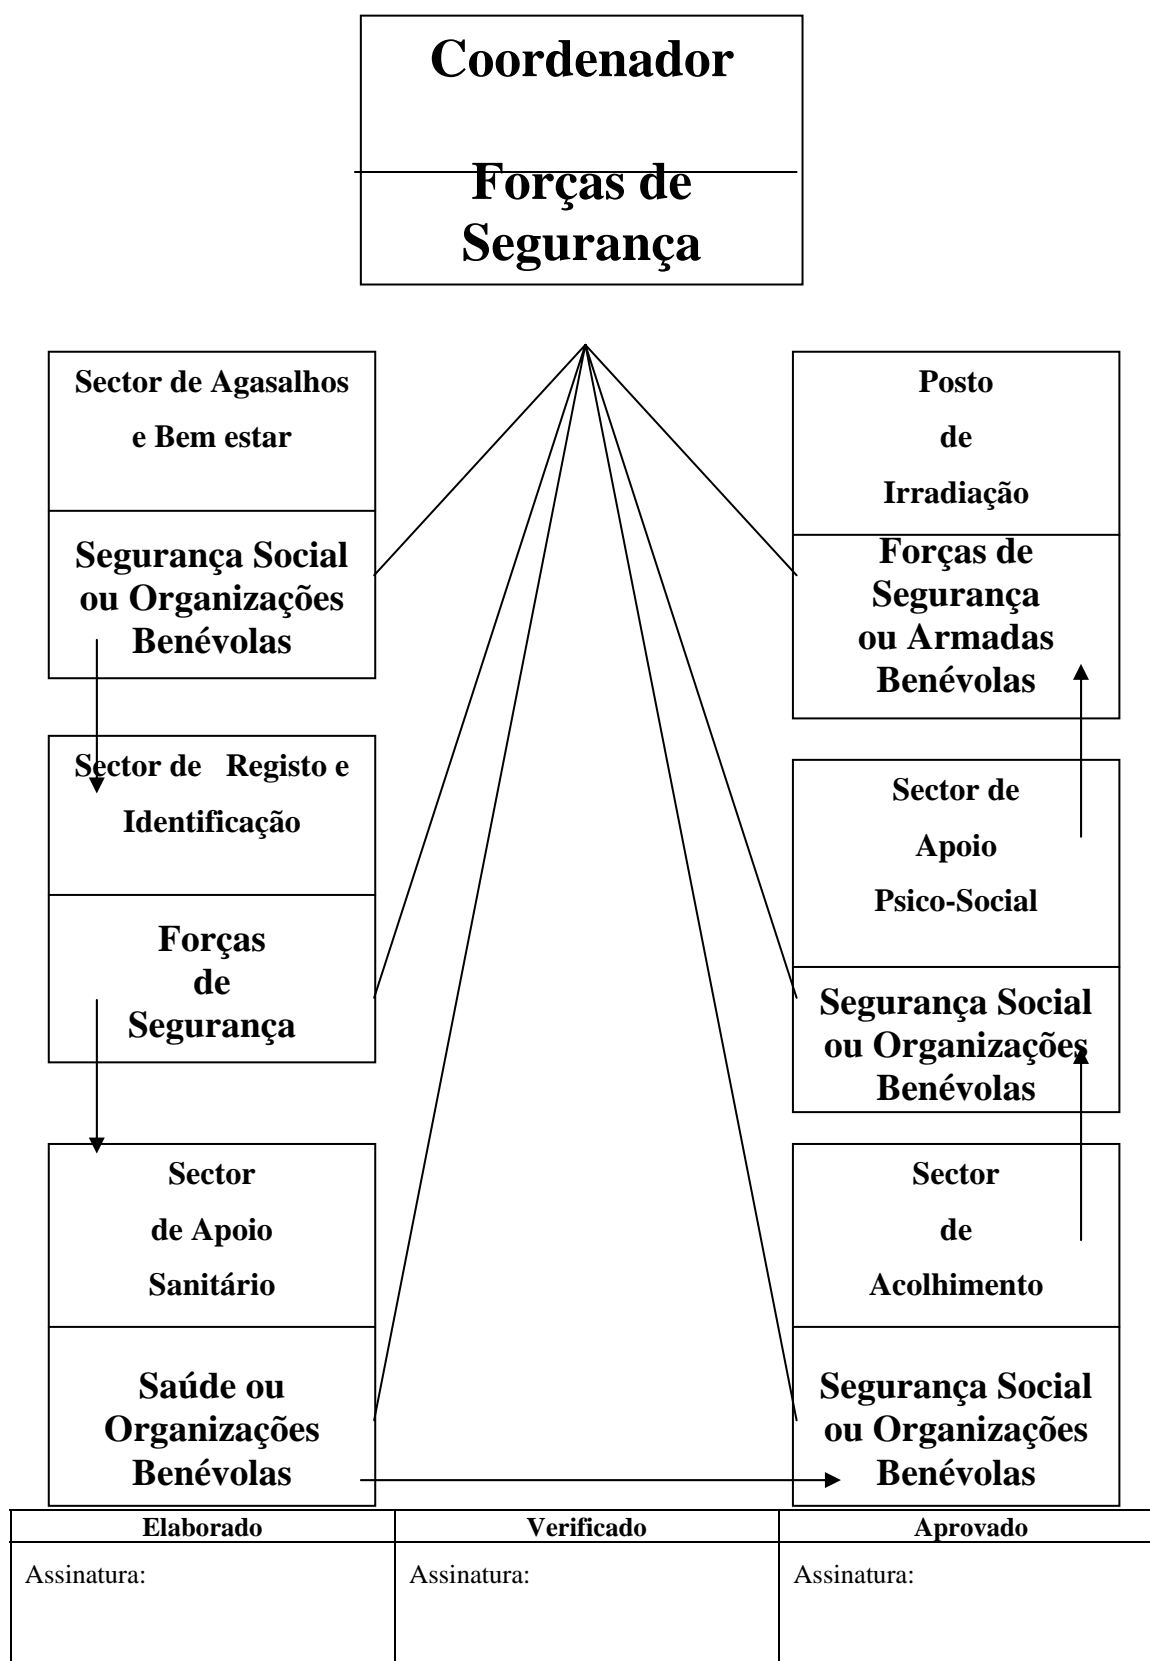 Coordenador
Forças de
Segurança
Sector de Agasalhos
e Bem estar
Segurança Social
ou Organizações
Benévolas
Sector de Registo e
Identificação
Forças
de
Segurança
Sector
de Apoio
Sanitário
Saúde ou
Organizações
Benévolas
Posto
de
Irradiação
Forças de
Segurança
ou Armadas
Benévolas
Sector de
Apoio
Psico-Social
Segurança Social
ou Organizações
Benévolas
Sector
de
Acolhimento
Segurança Social
ou Organizações
Benévolas
Elaborado Verificado Aprovado
Assinatura: Assinatura: Assinatura: